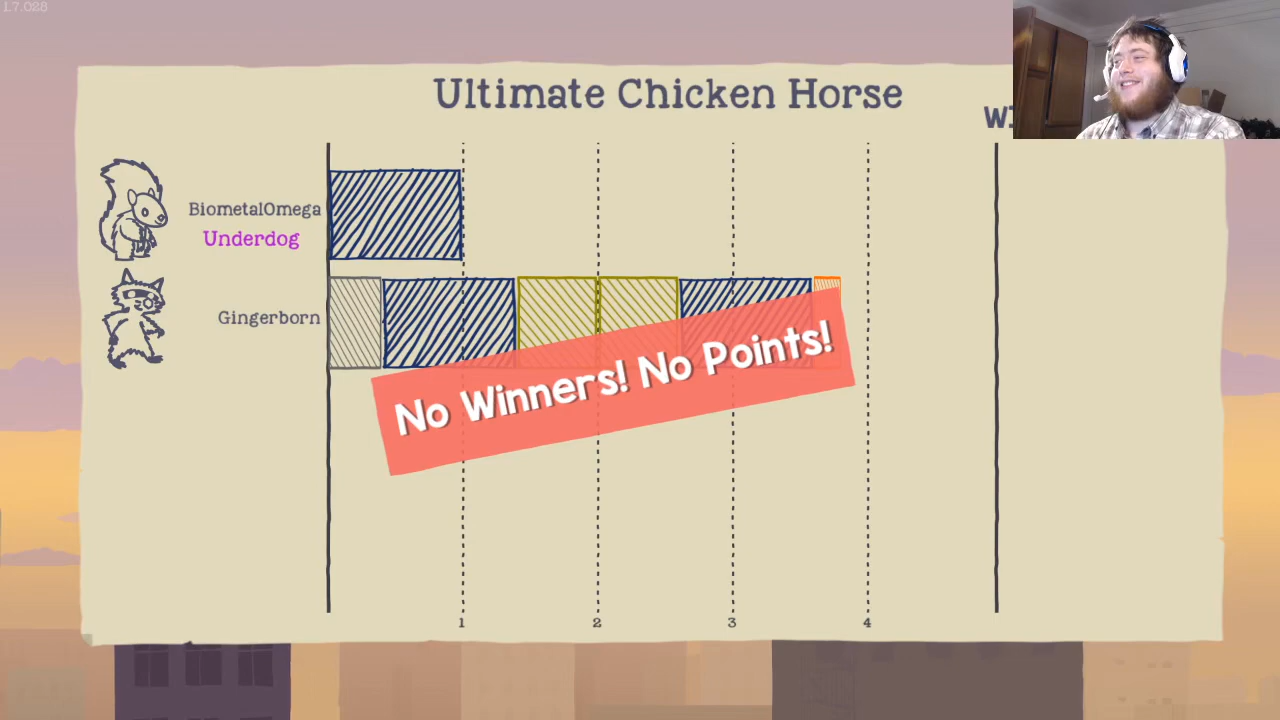 1.7.028
Ultimate Chicken Horse
BiometalOmega
Underdog
Gingerborn
No Winners! No Points!
1 2 3 4